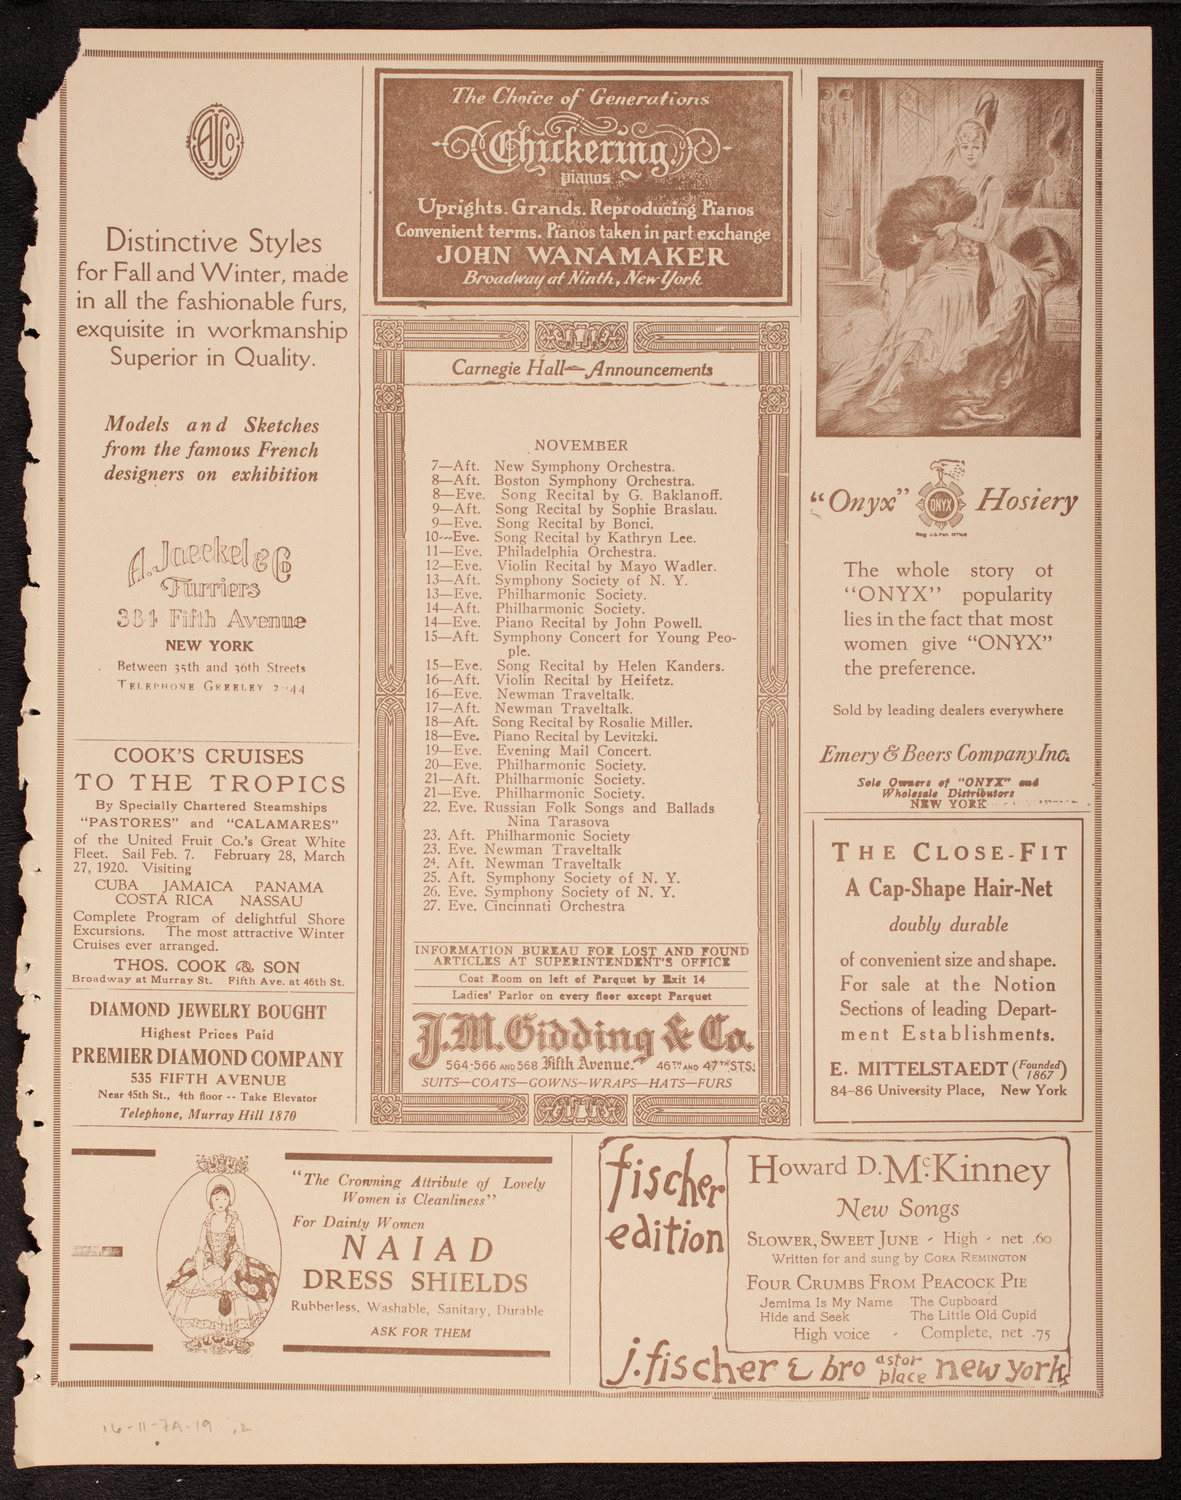 AJCo
Distinctive Styles
for Fall and Winter, made
in all the fashionable furs,
exquisite in workmanship
Superior in Quality.
Models and Sketches
from the famous French
designers on exhibition
A. Jaeckel & Co
Furriers
384 Fifth Avenue
NEW YORK
Between 35th and 36th Streets
TELEPHONE GREELEY 2 44
COOK'S CRUISES
TO THE TROPICS
By Specially Chartered Steamships
"PASTORES" and "CALAMARES"
of the United Fruit Co.'s Great White
Fleet. Sail Feb. 7. February 28, March
27, 1920. Visiting
CUBA JAMAICA PANAMA
COSTA RICA NASSAU
Complete Program of delightful Shore
Excursions. The most attractive Winter
Cruises ever arranged.
THOS. COOK & SON
Broadway at Murray St. Fifth Ave. at 46th St.
DIAMOND JEWELRY BOUGHT
Highest Prices Paid
PREMIER DIAMOND COMPANY
535 FIFTH AVENUE
Near 45th St., 4th floor -- Take Elevator
Telephone, Murray Hill 1870
The Choice of Generations
Chickering
pianos
Uprights. Grands. Reproducing Pianos
Convenient terms. Pianos taken in part exchange
JOHN WANAMAKER
Broadway at Ninth, New York
Carnegie Hall—Announcements
NOVEMBER
7—Aft. New Symphony Orchestra.
8—Aft. Boston Symphony Orchestra.
8—Eve. Song Recital by G. Baklanoff.
9—Aft. Song Recital by Sophie Braslau.
9—Eve. Song Recital by Bonci.
10--Eve. Song Recital by Kathryn Lee.
11—Eve. Philadelphia Orchestra.
12—Eve. Violin Recital by Mayo Wadler.
13—Aft. Symphony Society of N. Y.
13—Eve. Philharmonic Society.
14—Aft. Philharmonic Society.
14—Eve. Piano Recital by John Powell.
15—Aft. Symphony Concert for Young Peo-
ple.
15—Eve. Song Recital by Helen Kanders.
16—Aft. Violin Recital by Heifetz.
16—Eve. Newman Traveltalk.
17—Aft. Newman Traveltalk.
18—Aft. Song Recital by Rosalie Miller.
18—Eve. Piano Recital by Levitzki.
19—Eve. Evening Mail Concert.
20—Eve. Philharmonic Society.
21—Aft. Philharmonic Society.
21—Eve. Philharmonic Society.
22. Eve. Russian Folk Songs and Ballads
Nina Tarasova
23. Aft. Philharmonic Society
23. Eve. Newman Traveltalk
24. Aft. Newman Traveltalk
25. Aft. Symphony Society of N. Y.
26. Eve. Symphony Society of N. Y.
27. Eve. Cincinnati Orchestra
INFORMATION BUREAU FOR LOST AND FOUND
ARTICLES AT SUPERINTENDENT'S OFFICE
Coat Room on left of Parquet by Exit 14
Ladies' Parlor on every floor except Parquet
J.M. Gidding & Co.
564-566 AND 568 Fifth Avenue. 46TH AND 47TH STS.
SUITS—COATS—GOWNS—WRAPS—HATS—FURS
"Onyx" ONYX Hosiery
Reg U.S. Pat. Office
The whole story of
"ONYX" popularity
lies in the fact that most
women give "ONYX"
the preference.
Sold by leading dealers everywhere
Emery & Beers Company, Inc.
Sole Owners of "ONYX" and
Wholesale Distributors
NEW YORK
THE CLOSE-FIT
A Cap-Shape Hair-Net
doubly durable
of convenient size and shape.
For sale at the Notion
Sections of leading Depart-
ment Establishments.
E. MITTELSTAEDT (Founded 1867)
84-86 University Place, New York
"The Crowning Attribute of Lovely
Women is Cleanliness"
For Dainty Women
NAIAD
DRESS SHIELDS
Rubberless, Washable, Sanitary, Durable
ASK FOR THEM
fischer
edition
Howard D. McKinney
New Songs
SLOWER, SWEET JUNE - High - net .60
Written for and sung by CORA REMINGTON
FOUR CRUMBS FROM PEACOCK PIE
Jemima Is My Name The Cupboard
Hide and Seek The Little Old Cupid
High voice - Complete, net .75
j. fischer & bro astor place new york
16-11-7A-19 .2